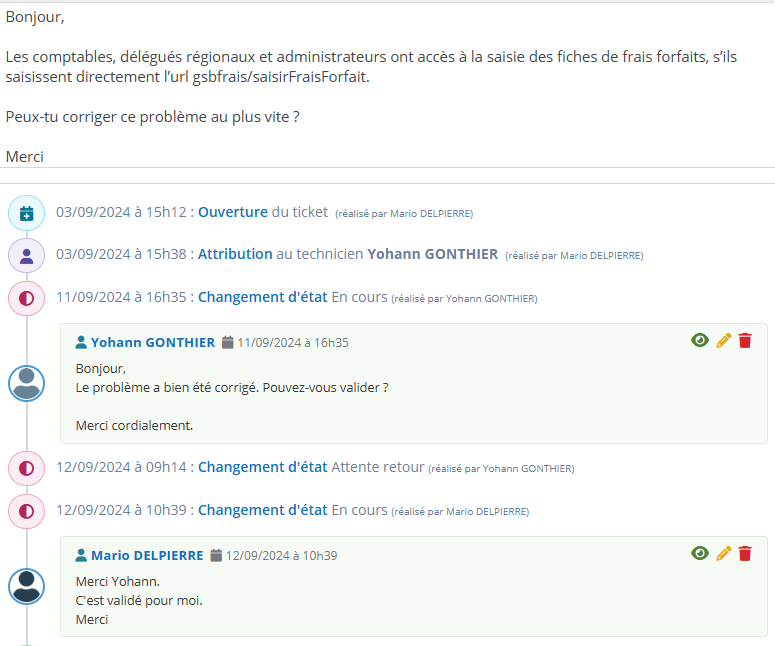 Bonjour,
Les comptables, délégués régionaux et administrateurs ont accès à la saisie des fiches de frais forfaits, s’ils
saisissent directement l’url gsbfrais/saisirFraisForfait.
Peux-tu corriger ce problème au plus vite ?
Merci
03/09/2024 à 15h12 : Ouverture du ticket (réalisé par Mario DELPIERRE)
03/09/2024 à 15h38 : Attribution au technicien Yohann GONTHIER (réalisé par Mario DELPIERRE)
11/09/2024 à 16h35 : Changement d'état En cours (réalisé par Yohann GONTHIER)
Yohann GONTHIER 11/09/2024 à 16h35
Bonjour,
Le problème a bien été corrigé. Pouvez-vous valider ?
Merci cordialement.
12/09/2024 à 09h14 : Changement d'état Attente retour (réalisé par Yohann GONTHIER)
12/09/2024 à 10h39 : Changement d'état En cours (réalisé par Mario DELPIERRE)
Mario DELPIERRE 12/09/2024 à 10h39
Merci Yohann.
C'est validé pour moi.
Merci